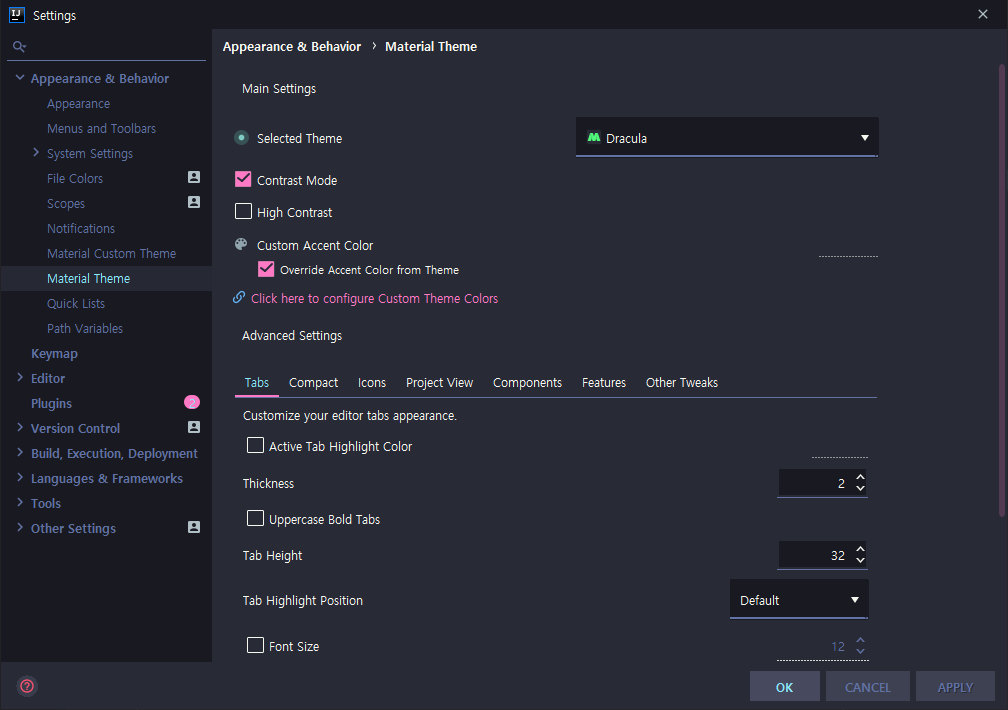 Settings
Appearance & Behavior
Appearance
Menus and Toolbars
System Settings
File Colors
Scopes
Notifications
Material Custom Theme
Material Theme
Quick Lists
Path Variables
Keymap
Editor
Plugins 2
Version Control
Build, Execution, Deployment
Languages & Frameworks
Tools
Other Settings
Appearance & Behavior › Material Theme
Main Settings
Selected Theme Dracula
Contrast Mode
High Contrast
Custom Accent Color
Override Accent Color from Theme
Click here to configure Custom Theme Colors
Advanced Settings
Tabs Compact Icons Project View Components Features Other Tweaks
Customize your editor tabs appearance.
Active Tab Highlight Color
Thickness 2
Uppercase Bold Tabs
Tab Height 32
Tab Highlight Position Default
Font Size 12
? OK CANCEL APPLY